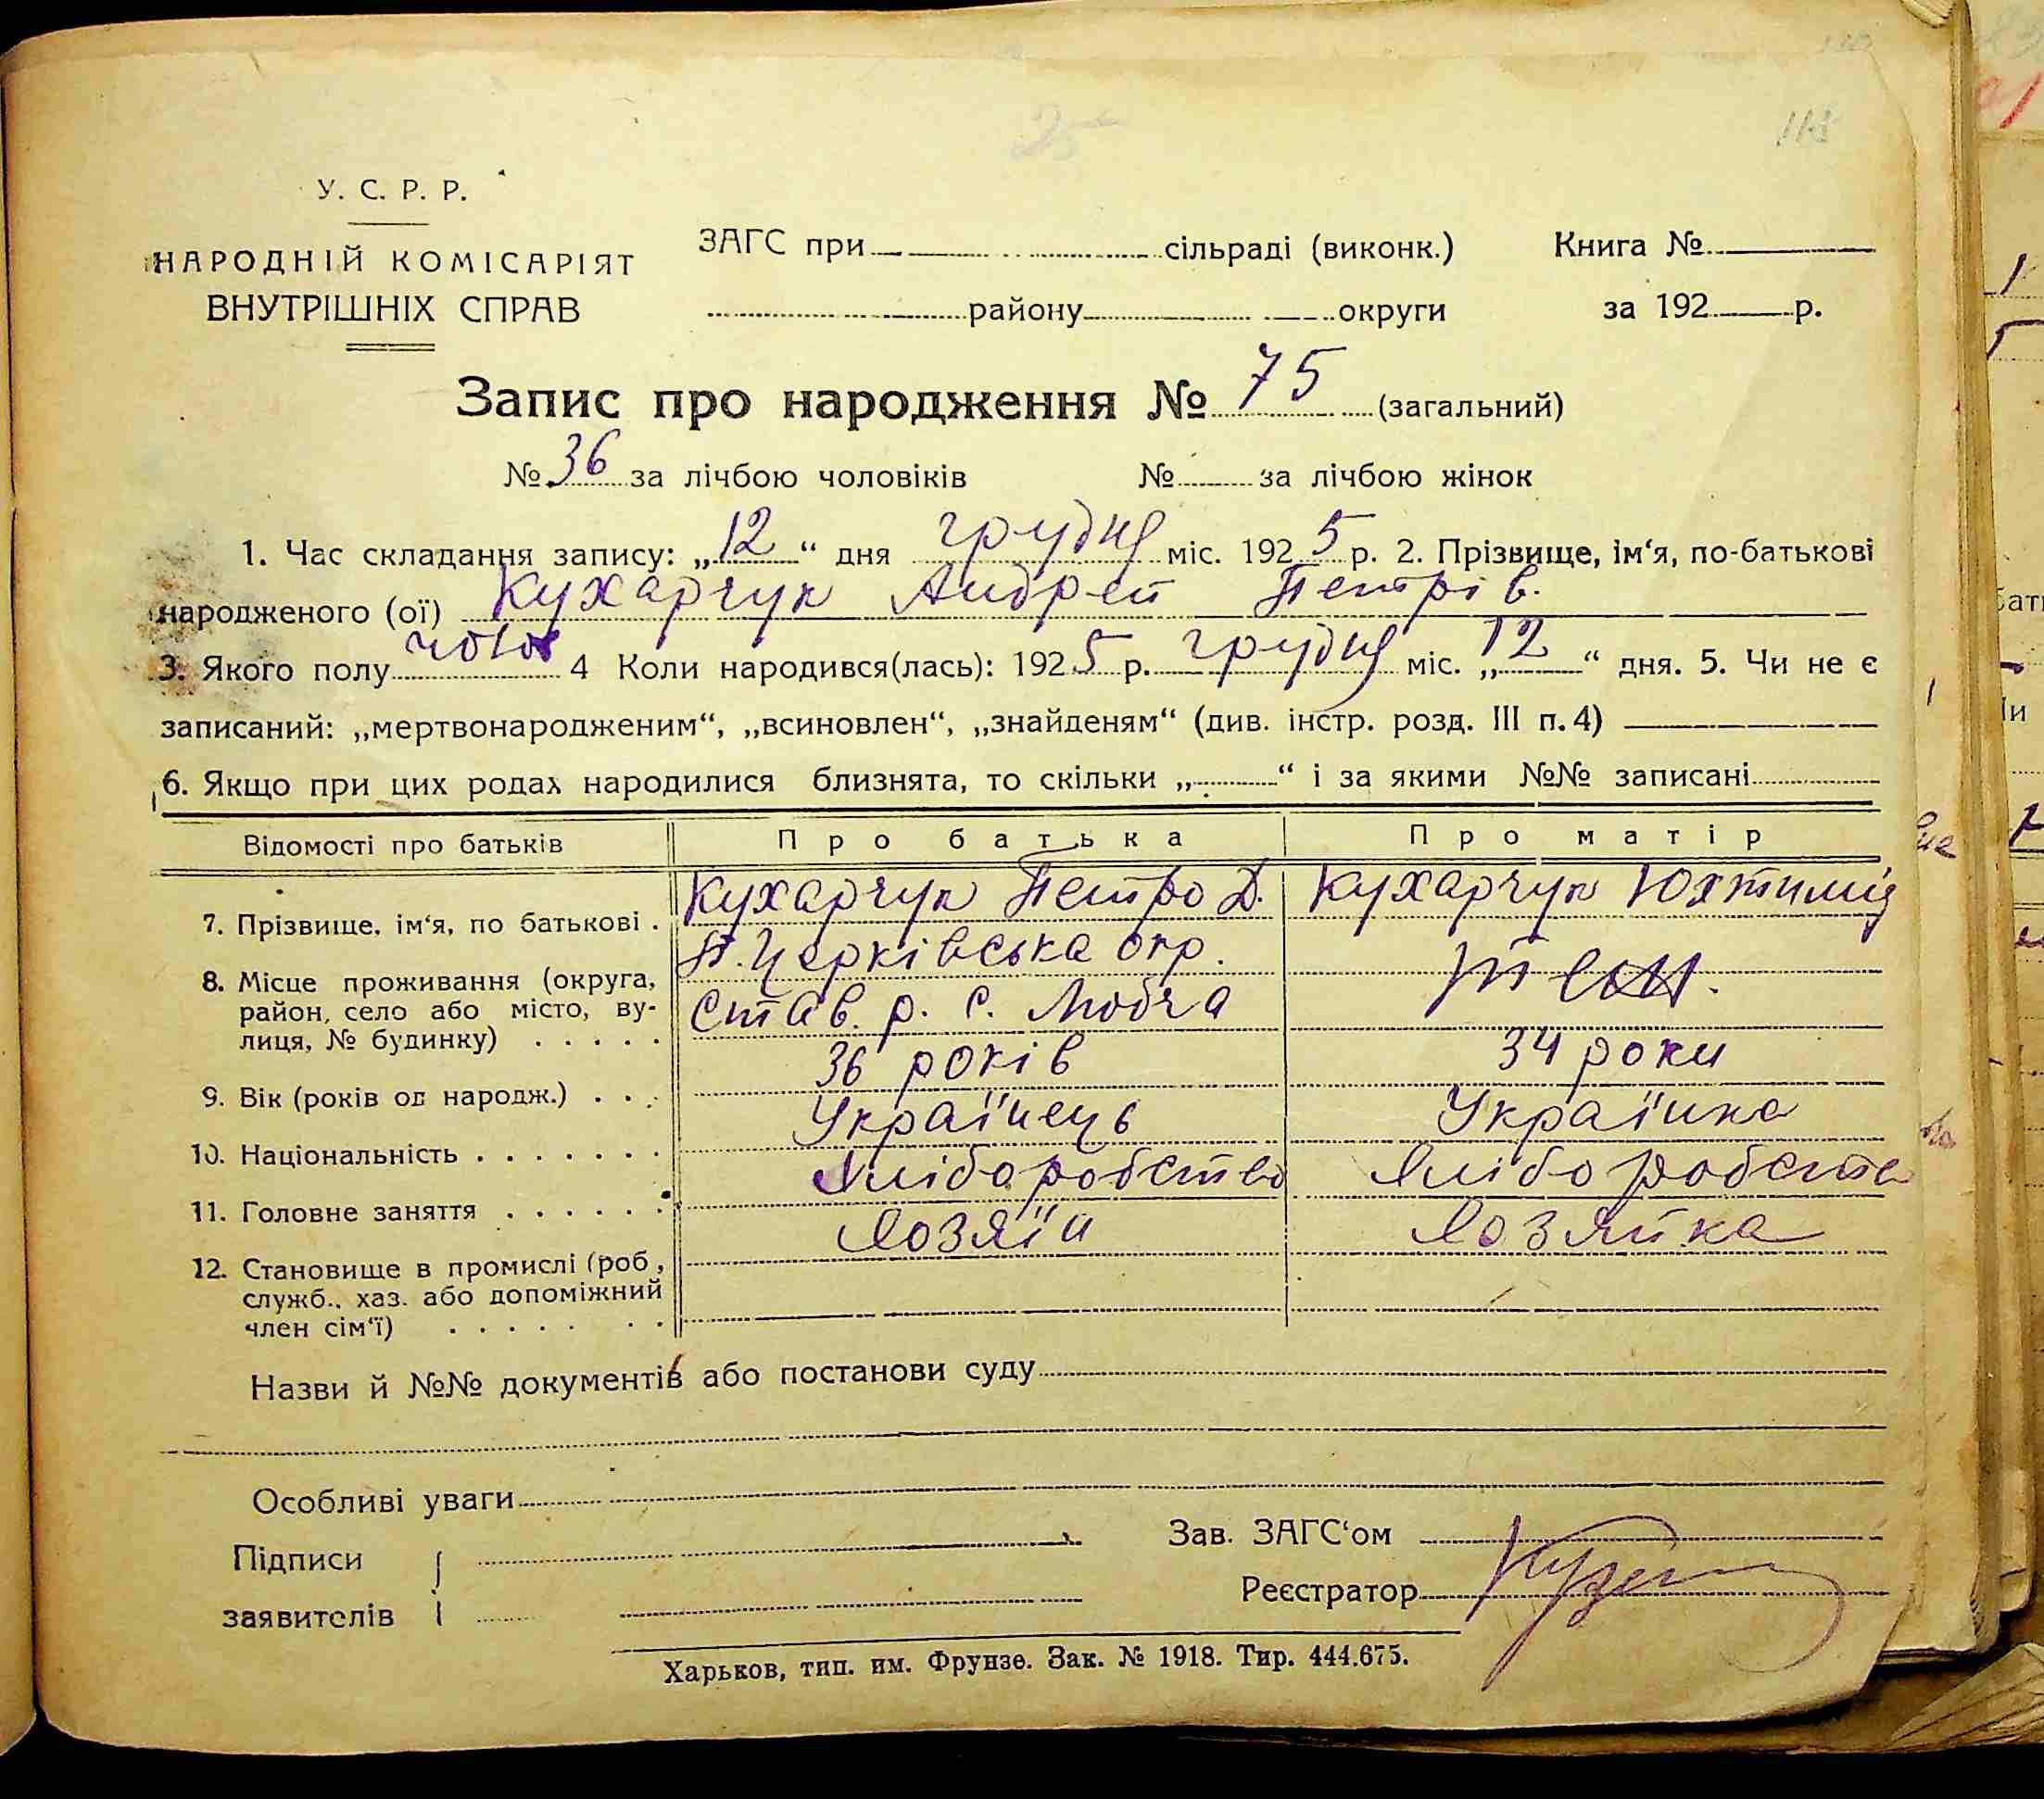 118
У. С. Р. Р.
НАРОДНІЙ КОМІСАРІЯТ
ВНУТРІШНІХ СПРАВ
ЗАГС при сільраді (виконк.)
району округи
Книга №
за 192 р.
Запис про народження № 75 (загальний)
№ 36 за лічбою чоловіків № за лічбою жінок
1. Час складання запису: „12“ дня грудня міс. 1925 р. 2. Прізвище, ім‘я, по-батькові
народженого (ої) Кухарчук Андрей Петрів.
3. Якого полу чолов 4 Коли народився(лась): 1925 р. грудня міс. „12“ дня. 5. Чи не є
записаний: „мертвонародженим“, „всиновлен“, „знайденям“ (див. інстр. розд. III п. 4)
6. Якщо при цих родах народилися близнята, то скільки „ “ і за якими №№ записані
Відомості про батьків Про батька Про матір
7. Прізвище, ім‘я, по батькові . Кухарчук Петро Д. Кухарчук Юхтимія
8. Місце проживання (округа, район, село або місто, вулиця, № будинку) . . . . . Б. Церківська окр.
Став. р. с.
9. Вік (років од народж.) . . . 36 років 34 роки
10. Національність . . . . . . . Українець Українка
11. Головне заняття . . . . . . Хліборобство Хліборобств
12. Становище в промислі (роб., служб., хаз. або допоміжний член сім‘ї) . . . . . . . Хозяїн Хозяйка
Назви й №№ документів або постанови суду
Особливі уваги
Підписи
заявителів
Зав. ЗАГС‘ом
Реєстратор
Харьков, тип. им. Фрунзе. Зак. № 1918. Тир. 444.675.